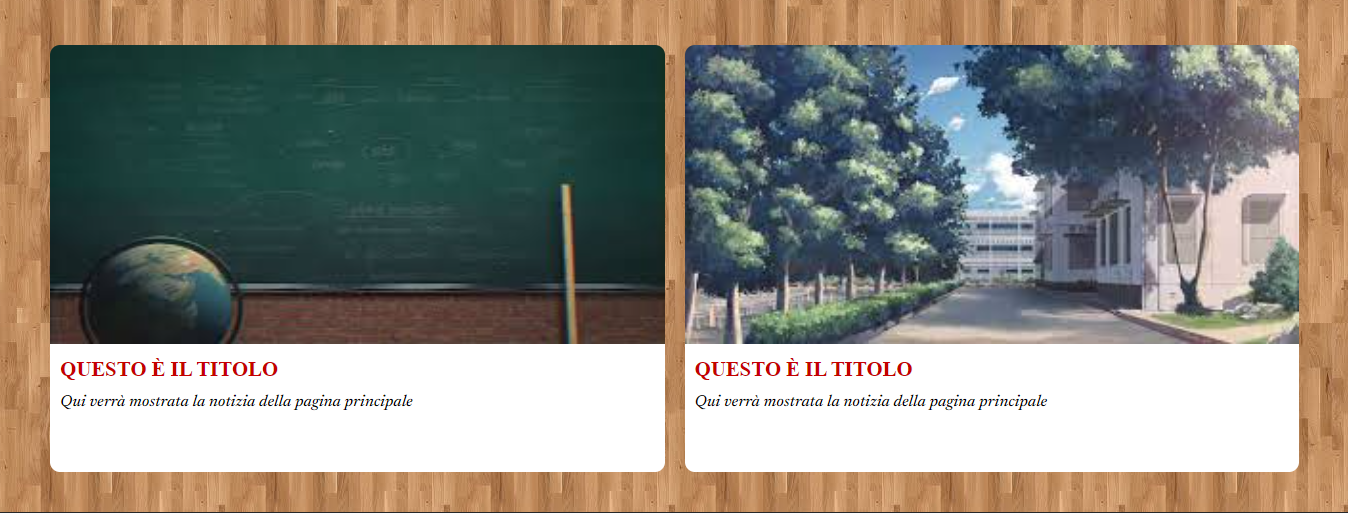 QUESTO È IL TITOLO
Qui verrà mostrata la notizia della pagina principale
QUESTO È IL TITOLO
Qui verrà mostrata la notizia della pagina principale